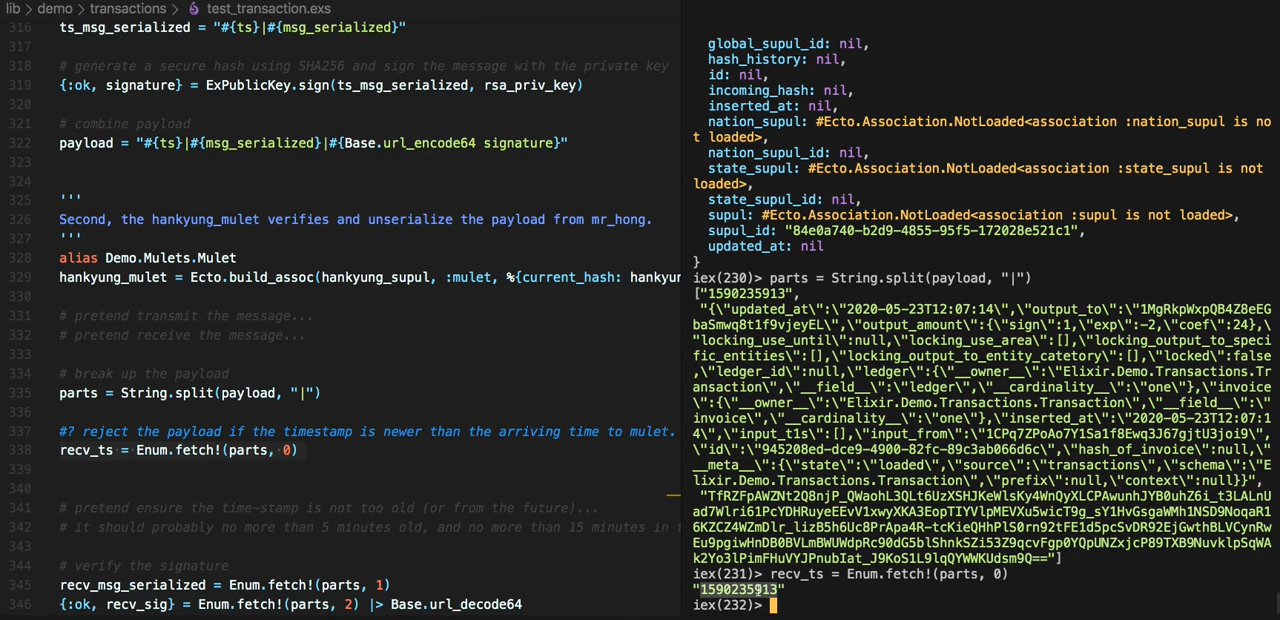 lib > demo > transactions > test_transaction.exs
316 ts_msg_serialized = "#{ts}|#{msg_serialized}"
317
318 # generate a secure hash using SHA256 and sign the message with the private key
319 {:ok, signature} = ExPublicKey.sign(ts_msg_serialized, rsa_priv_key)
320
321 # combine payload
322 payload = "#{ts}|#{msg_serialized}|#{Base.url_encode64 signature}"
323
324
325 '''
326 Second, the hankyung_mulet verifies and unserialize the payload from mr_hong.
327 '''
328 alias Demo.Mulets.Mulet
329 hankyung_mulet = Ecto.build_assoc(hankyung_supul, :mulet, %{current_hash: hankyun
330
331 # pretend transmit the message...
332 # pretend receive the message...
333
334 # break up the payload
335 parts = String.split(payload, "|")
336
337 #? reject the payload if the timestamp is newer than the arriving time to mulet.
338 recv_ts = Enum.fetch!(parts, 0)
339
340
341 # pretend ensure the time-stamp is not too old (or from the future)...
342 # it should probably no more than 5 minutes old, and no more than 15 minutes in t
343
344 # verify the signature
345 recv_msg_serialized = Enum.fetch!(parts, 1)
346 {:ok, recv_sig} = Enum.fetch!(parts, 2) |> Base.url_decode64
global_supul_id: nil,
hash_history: nil,
id: nil,
incoming_hash: nil,
inserted_at: nil,
nation_supul: #Ecto.Association.NotLoaded<association :nation_supul is no
t loaded>,
nation_supul_id: nil,
state_supul: #Ecto.Association.NotLoaded<association :state_supul is not
loaded>,
state_supul_id: nil,
supul: #Ecto.Association.NotLoaded<association :supul is not loaded>,
supul_id: "84e0a740-b2d9-4855-95f5-172028e521c1",
updated_at: nil
}
iex(230)> parts = String.split(payload, "|")
["1590235913",
"{\"updated_at\":\"2020-05-23T12:07:14\",\"output_to\":\"1MgRkpWxpQB4Z8eEG
baSmwq8t1f9vjeyEL\",\"output_amount\":{\"sign\":1,\"exp\":-2,\"coef\":24},\
"locking_use_until\":null,\"locking_use_area\":[],\"locking_output_to_speci
fic_entities\":[],\"locking_output_to_entity_catetory\":[],\"locked\":false
,\"ledger_id\":null,\"ledger\":{\"__owner__\":\"Elixir.Demo.Transactions.Tr
ansaction\",\"__field__\":\"ledger\",\"__cardinality__\":\"one\"},\"invoice
\":{\"__owner__\":\"Elixir.Demo.Transactions.Transaction\",\"__field__\":\"
invoice\",\"__cardinality__\":\"one\"},\"inserted_at\":\"2020-05-23T12:07:1
4\",\"input_t1s\":[],\"input_from\":\"1CPq7ZPoAo7Y1Sa1f8Ewq3J67gjtU3joi9\",
\"id\":\"945208ed-dce9-4900-82fc-89c3ab066d6c\",\"hash_of_invoice\":null,\"
__meta__\":{\"state\":\"loaded\",\"source\":\"transactions\",\"schema\":\"E
lixir.Demo.Transactions.Transaction\",\"prefix\":null,\"context\":null}}",
"TfRZFpAWZNt2Q8njP_QWaohL3QLt6UzXSHJKeWlsKy4WnQyXLCPAwunhJYB0uhZ6i_t3LALnU
ad7Wlri61PcYDHRuyeEEvV1xwyXKA3EopTIYVlpMEVXu5wicT9g_sY1HvGsgaWMh1NSD9NoqaR1
6KZCZ4WZmDlr_lizB5h6Uc8PrApa4R-tcKieQHhPlS0rn92tFE1d5pcSvDR92EjGwthBLVCynRw
Eu9pgiwHnDB0BVLmBWUWdpRc90dG5blShnkSZi53Z9qcvFgp0YQpUNZxjcP89TXB9NuvklpSqWA
k2Yo3lPimFHuVYJPnubIat_J9KoS1L9lqQYWWKUdsm9Q=="]
iex(231)> recv_ts = Enum.fetch!(parts, 0)
"1590235913"
iex(232)>